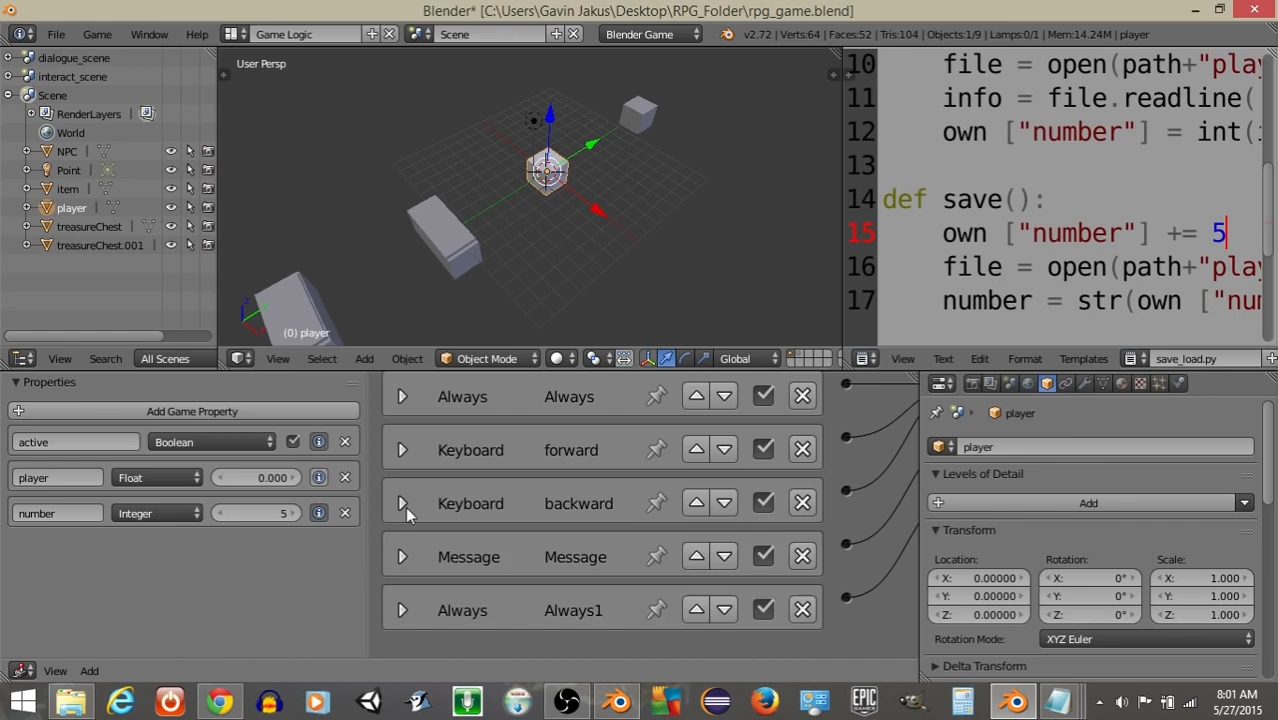 Blender* [C:\Users\Gavin Jakus\Desktop\RPG_Folder\rpg_game.blend]
File Game Window Help Game Logic Scene Blender Game v2.72 | Verts:64 | Faces:52 | Tris:104 | Objects:1/9 | Lamps:0/1 | Mem:14.24M | player
dialogue_scene
interact_scene
Scene
RenderLayers
World
NPC
Point
item
player
treasureChest
treasureChest.001
View Search All Scenes
User Persp
(0) player
View Select Add Object Object Mode Global
10 file = open(path+"play
11 info = file.readline(
12 own ["number"] = int(i
13
14 def save():
15 own ["number"] += 5
16 file = open(path+"play
17 number = str(own ["num
View Text Edit Format Templates save_load.py
Properties
Add Game Property
active Boolean
player Float 0.000
number Integer 5
Always Always
Keyboard forward
Keyboard backward
Message Message
Always Always1
View Add
player
player
Levels of Detail
Add
Transform
Location: Rotation: Scale:
X: 0.00000 X: 0° X: 1.000
Y: 0.00000 Y: 0° Y: 1.000
Z: 0.00000 Z: 0° Z: 1.000
Rotation Mode: XYZ Euler
Delta Transform
EPIC GAMES
8:01 AM
5/27/2015